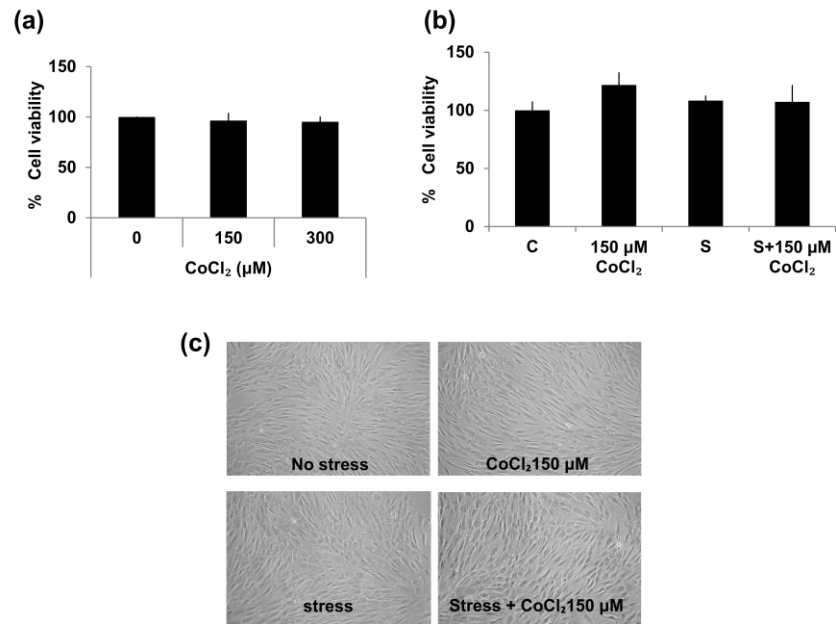 (a)
150
100
50
0
% Cell viability
0 150 300
CoCl₂ (µM)
(b)
150
100
50
0
% Cell viability
C 150 µM CoCl₂ S S+150 µM CoCl₂
(c)
No stress
CoCl₂150 µM
stress
Stress + CoCl₂150 µM